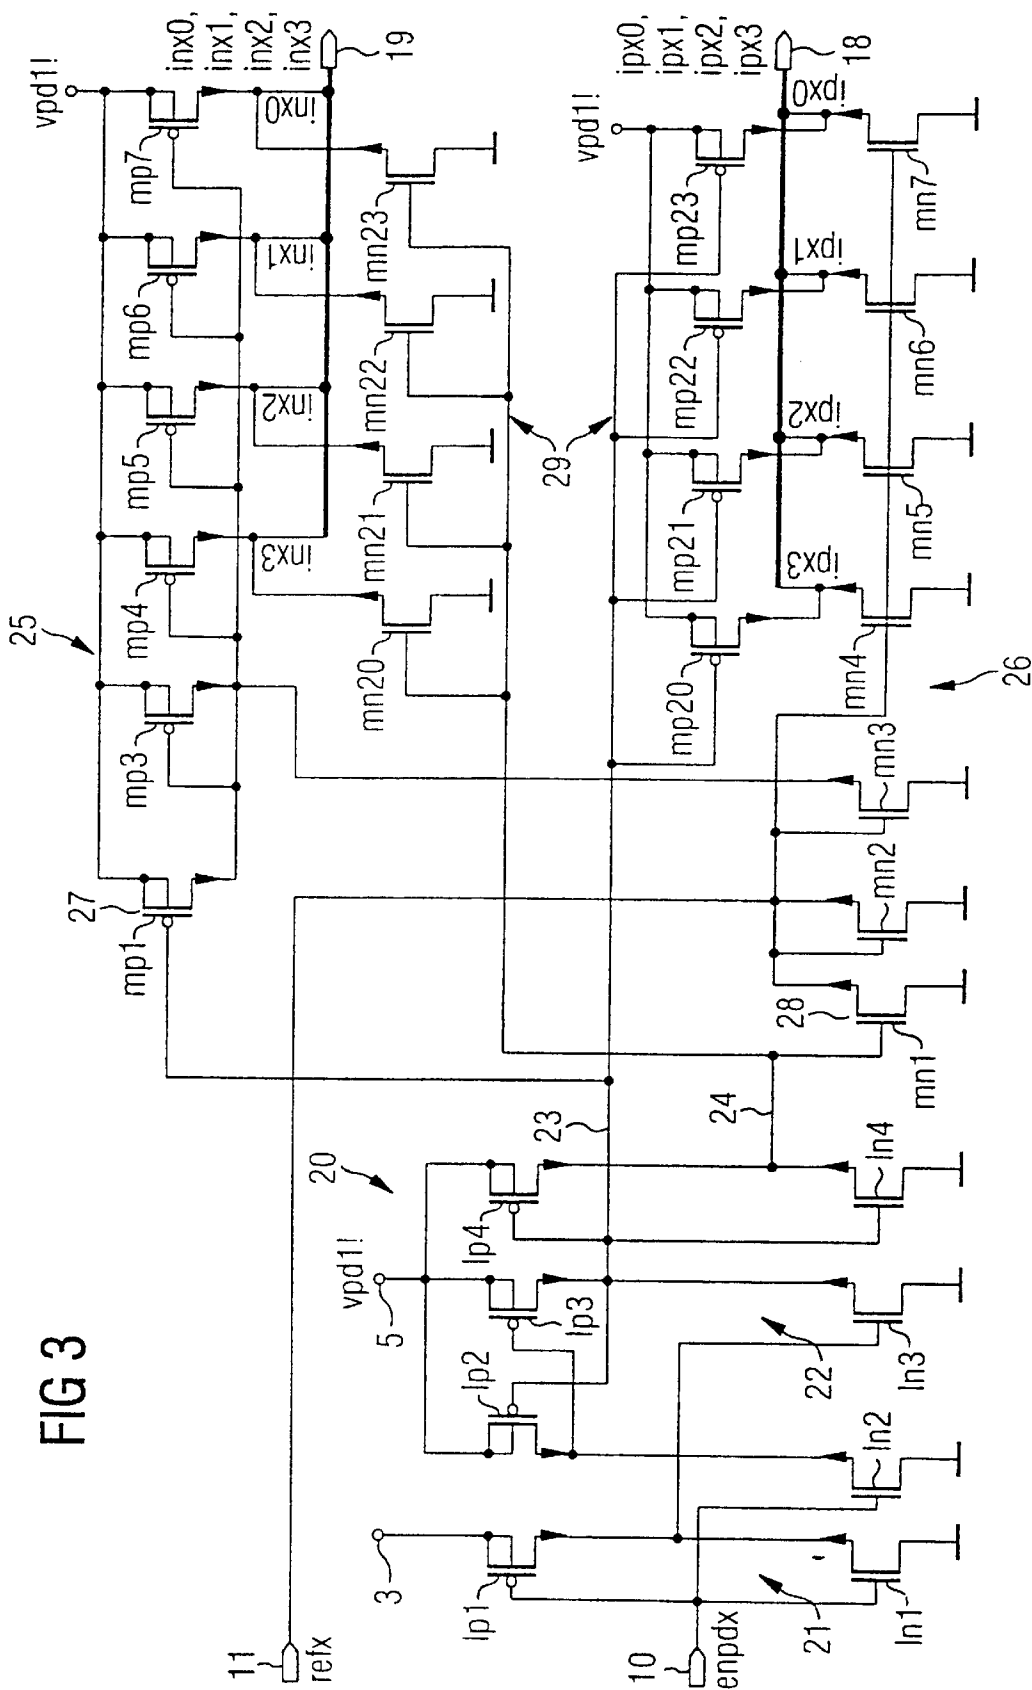 FIG 3
11
refx
10
enpdx
3
lp1
21
ln1
ln2
lp2
5
vpd1!
lp3
22
ln3
lp4
20
23
24
ln4
27
mp1
28
mn1
mn2
mn3
25
mp3
mp4
mp5
mp6
mp7
vpd1!
inx0,
inx1,
inx2,
inx3
19
inx3
inx2
inx1
inx0
mn20
mn21
mn22
mn23
29
vpd1!
ipx0,
ipx1,
ipx2,
ipx3
18
mp20
mp21
mp22
mp23
ipx3
ipx2
ipx1
ipx0
mn4
mn5
mn6
mn7
26